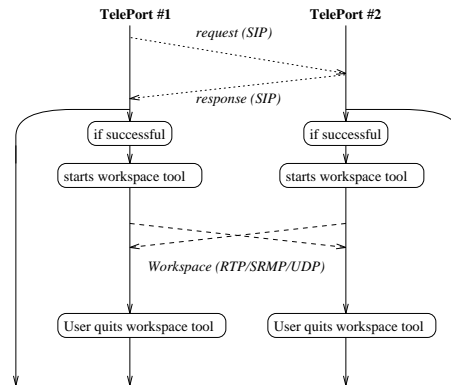 TelePort #1
TelePort #2
request (SIP)
response (SIP)
if successful
if successful
starts workspace tool
starts workspace tool
Workspace (RTP/SRMP/UDP)
User quits workspace tool
User quits workspace tool